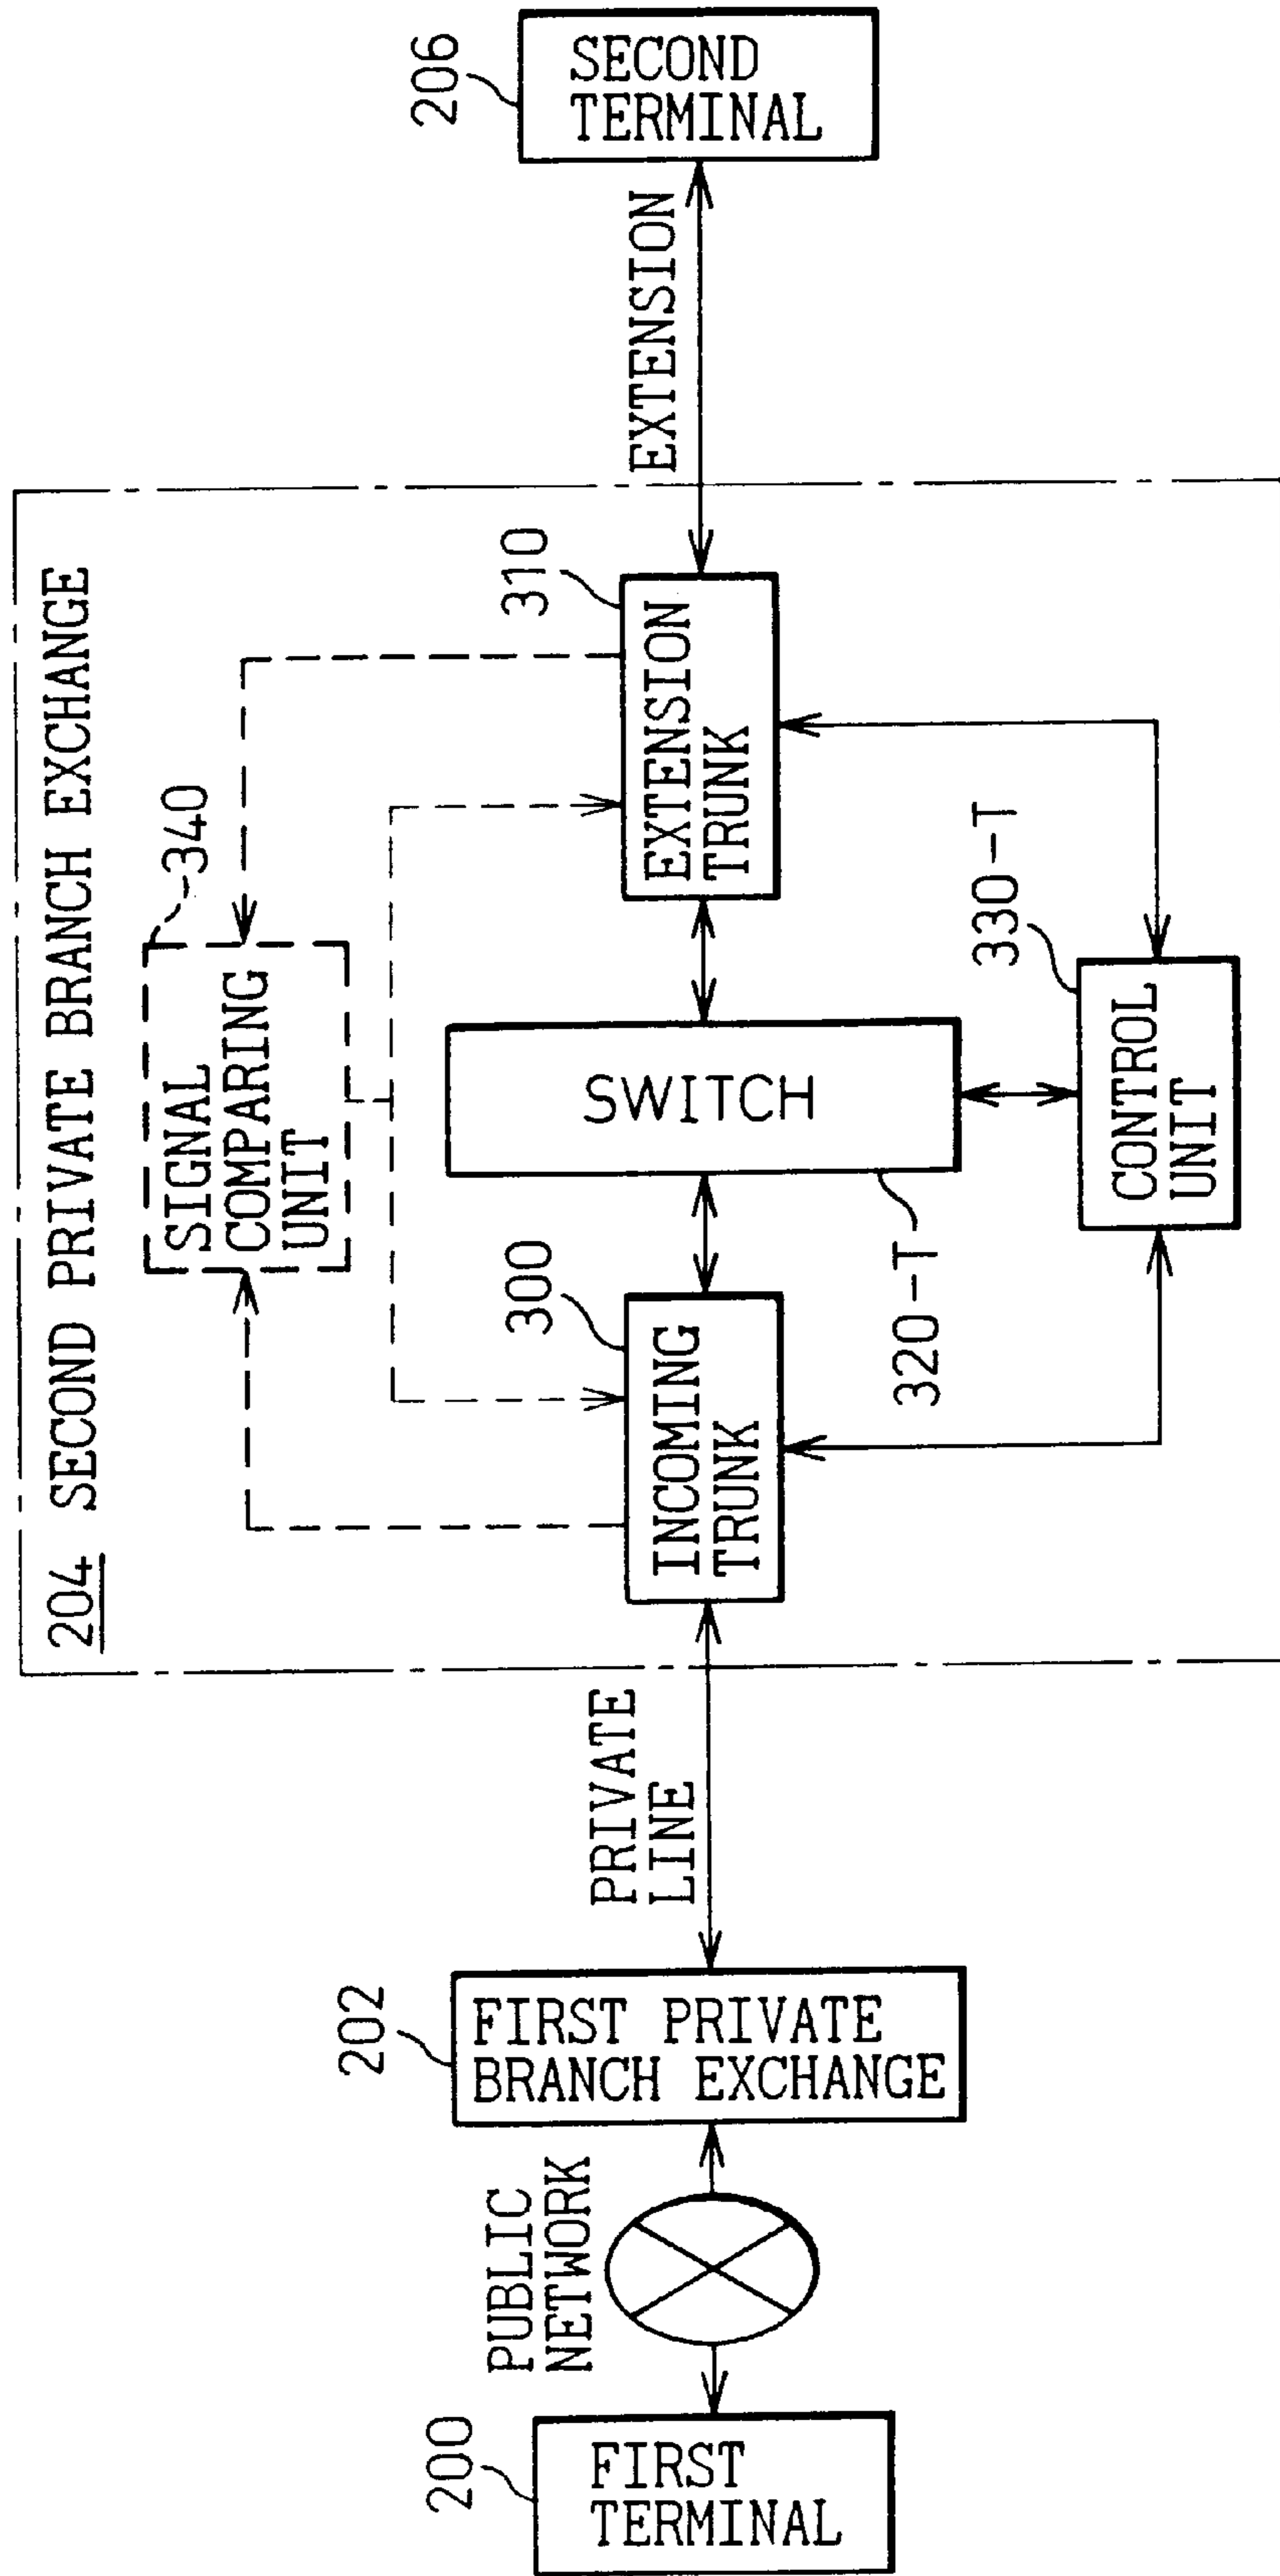 204 SECOND PRIVATE BRANCH EXCHANGE
340
SIGNAL
COMPARING
UNIT
200
FIRST
TERMINAL
PUBLIC
NETWORK
202
FIRST PRIVATE
BRANCH EXCHANGE
PRIVATE
LINE
300
INCOMING
TRUNK
SWITCH
320-T
310
EXTENSION
TRUNK
330-T
CONTROL
UNIT
EXTENSION
206
SECOND
TERMINAL